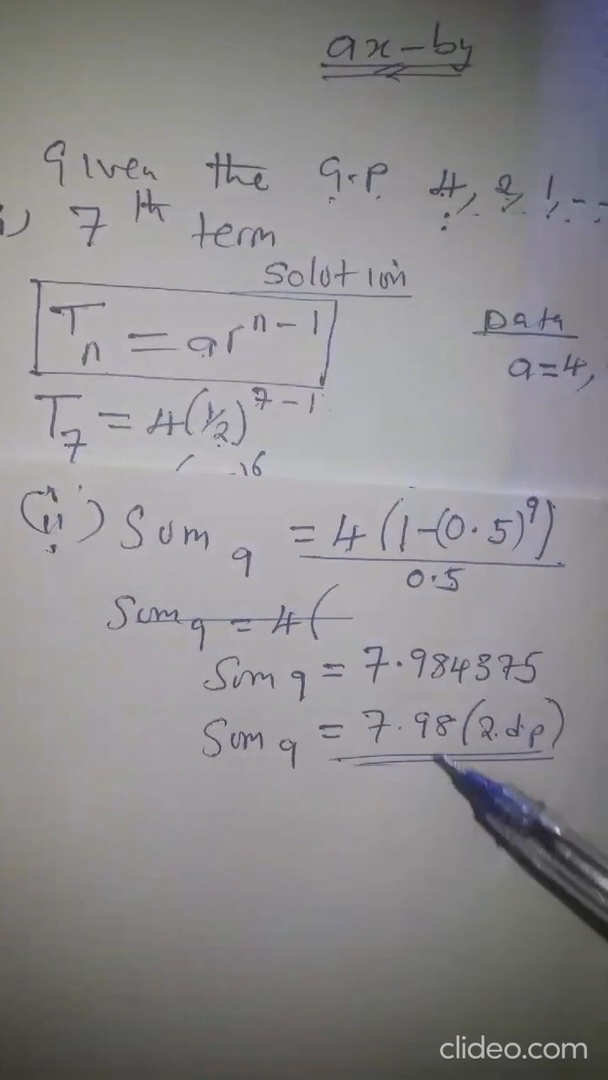 ax-by
Given the G.P 4, 2, 1, --
i) 7th term
Solution
Tn = ar^n-1
Data
a=4,
T7 = 4(1/2)^7-1
(ii) Sum9 = 4(1-(0.5)^9)
0.5
Sum9 = 4(
Sum9 = 7.984375
Sum9 = 7.98(2.d.p)
clideo.com